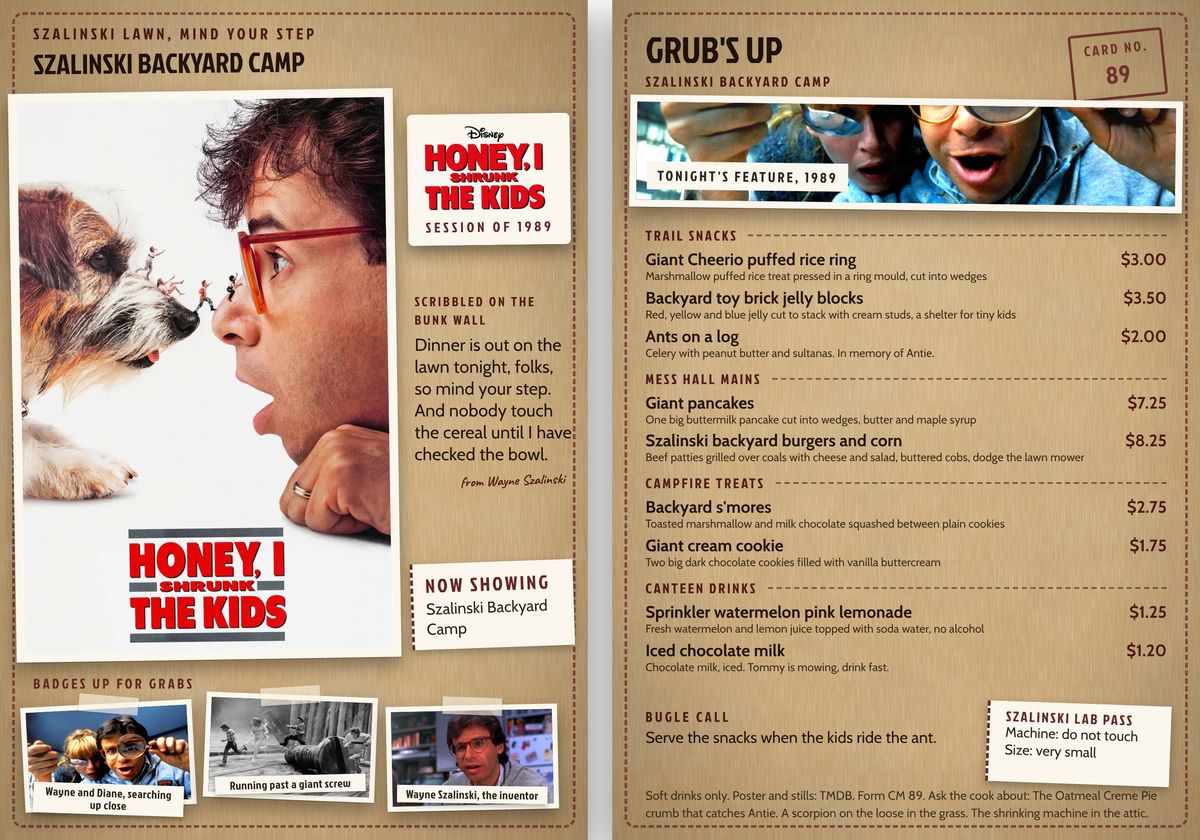 SZALINSKI LAWN, MIND YOUR STEP
SZALINSKI BACKYARD CAMP
Disney
HONEY, I
SHRUNK
THE KIDS
SESSION OF 1989
SCRIBBLED ON THE
BUNK WALL
Dinner is out on the
lawn tonight, folks,
so mind your step.
And nobody touch
the cereal until I have
checked the bowl.
from Wayne Szalinski
HONEY, I
SHRUNK
THE KIDS
NOW SHOWING
Szalinski Backyard
Camp
BADGES UP FOR GRABS
Wayne and Diane, searching
up close
Running past a giant screw
Wayne Szalinski, the inventor
GRUB'S UP
SZALINSKI BACKYARD CAMP
CARD NO.
89
TONIGHT'S FEATURE, 1989
TRAIL SNACKS
Giant Cheerio puffed rice ring $3.00
Marshmallow puffed rice treat pressed in a ring mould, cut into wedges
Backyard toy brick jelly blocks $3.50
Red, yellow and blue jelly cut to stack with cream studs, a shelter for tiny kids
Ants on a log $2.00
Celery with peanut butter and sultanas. In memory of Antie.
MESS HALL MAINS
Giant pancakes $7.25
One big buttermilk pancake cut into wedges, butter and maple syrup
Szalinski backyard burgers and corn $8.25
Beef patties grilled over coals with cheese and salad, buttered cobs, dodge the lawn mower
CAMPFIRE TREATS
Backyard s'mores $2.75
Toasted marshmallow and milk chocolate squashed between plain cookies
Giant cream cookie $1.75
Two big dark chocolate cookies filled with vanilla buttercream
CANTEEN DRINKS
Sprinkler watermelon pink lemonade $1.25
Fresh watermelon and lemon juice topped with soda water, no alcohol
Iced chocolate milk $1.20
Chocolate milk, iced. Tommy is mowing, drink fast.
BUGLE CALL
Serve the snacks when the kids ride the ant.
SZALINSKI LAB PASS
Machine: do not touch
Size: very small
Soft drinks only. Poster and stills: TMDB. Form CM 89. Ask the cook about: The Oatmeal Creme Pie
crumb that catches Antie. A scorpion on the loose in the grass. The shrinking machine in the attic.